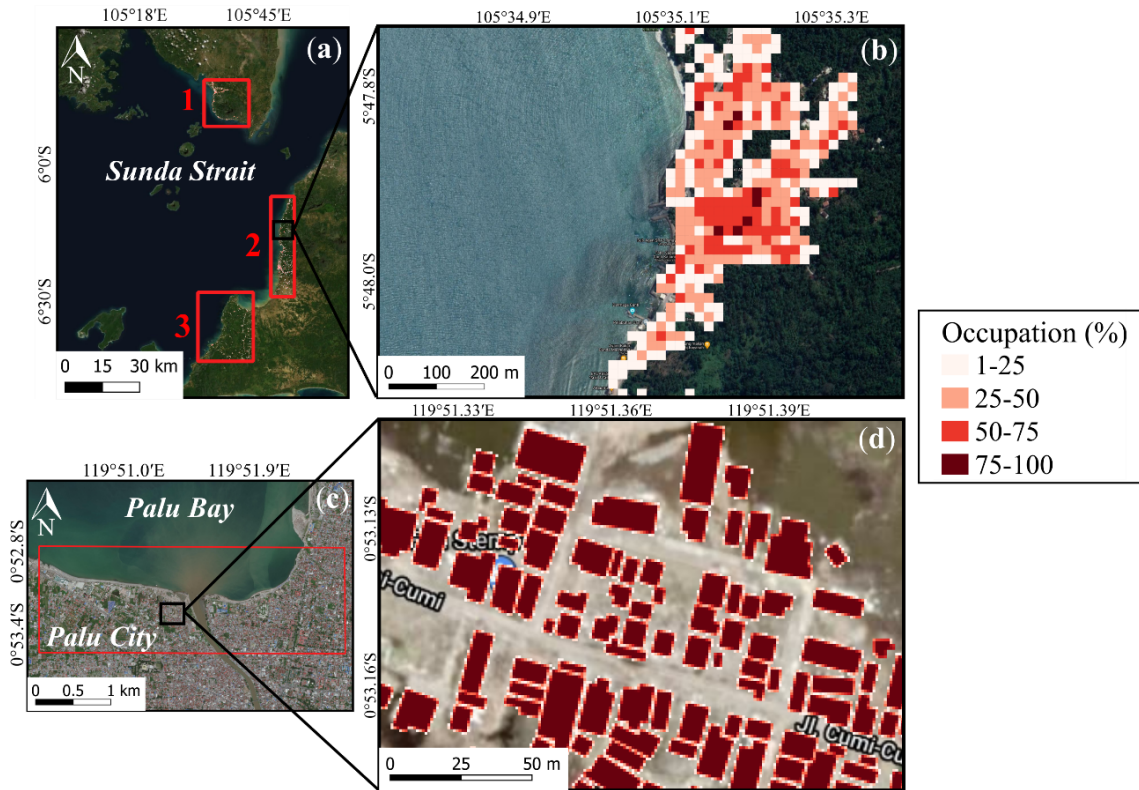 105°18'E 105°45'E
105°34.9'E 105°35.1'E 105°35.3'E
(a)
N
1
6°0'S
Sunda Strait
2
6°30'S
3
0 15 30 km
(b)
5°47.8'S
5°48.0'S
0 100 200 m
Occupation (%)
1-25
25-50
50-75
75-100
119°51.0'E 119°51.9'E
119°51.33'E 119°51.36'E 119°51.39'E
(c)
N
Palu Bay
0°52.8'S
0°53.4'S
Palu City
0 0.5 1 km
(d)
0°53.13'S
0°53.16'S
i-Cumi
Jl. Cumi-Cu
0 25 50 m